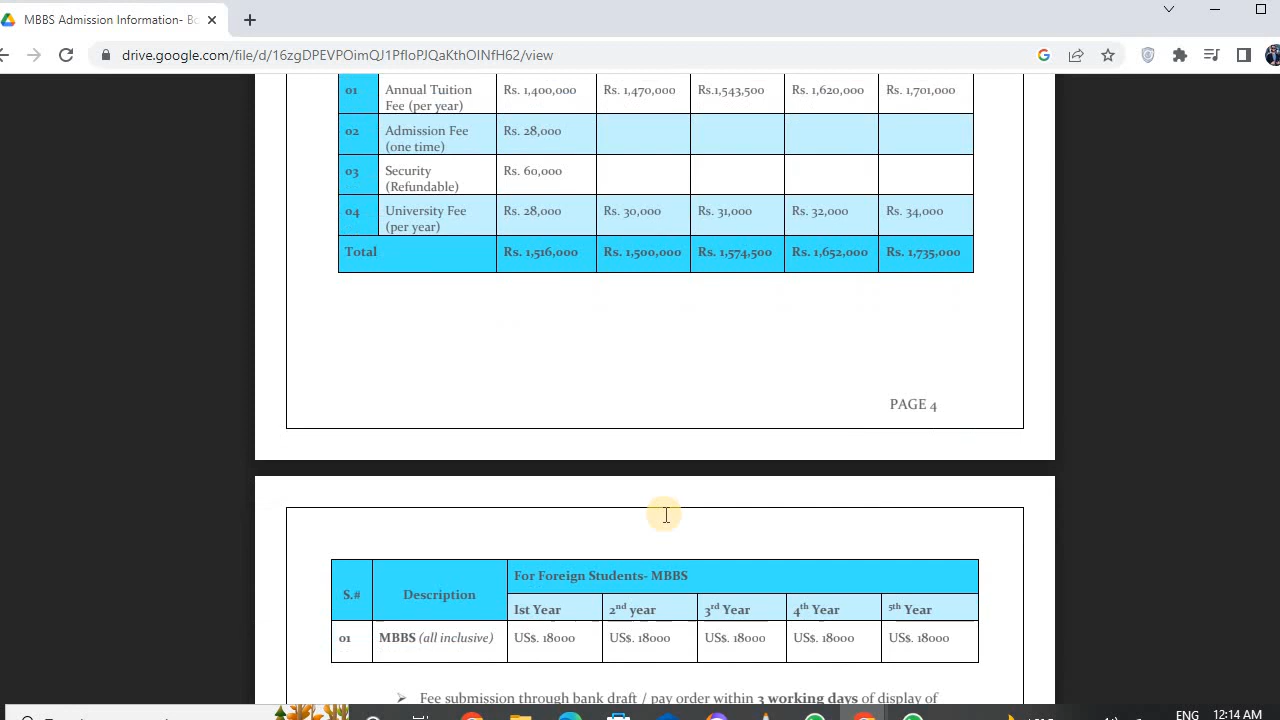 MBBS Admission Information- Bo
drive.google.com/file/d/16zgDPEVPOimQJ1PfloPJQaKthOINfH62/view
01 Annual Tuition Rs. 1,400,000 Rs. 1,470,000 Rs.1,543,500 Rs. 1,620,000 Rs. 1,701,000
Fee (per year)
02 Admission Fee Rs. 28,000
(one time)
03 Security Rs. 60,000
(Refundable)
04 University Fee Rs. 28,000 Rs. 30,000 Rs. 31,000 Rs. 32,000 Rs. 34,000
(per year)
Total Rs. 1,516,000 Rs. 1,500,000 Rs. 1,574,500 Rs. 1,652,000 Rs. 1,735,000
PAGE 4
For Foreign Students- MBBS
S.# Description
Ist Year 2nd year 3rd Year 4th Year 5th Year
01 MBBS (all inclusive) US$. 18000 US$. 18000 US$. 18000 US$. 18000 US$. 18000
➢ Fee submission through bank draft / pay order within 3 working days of display of
ENG 12:14 AM